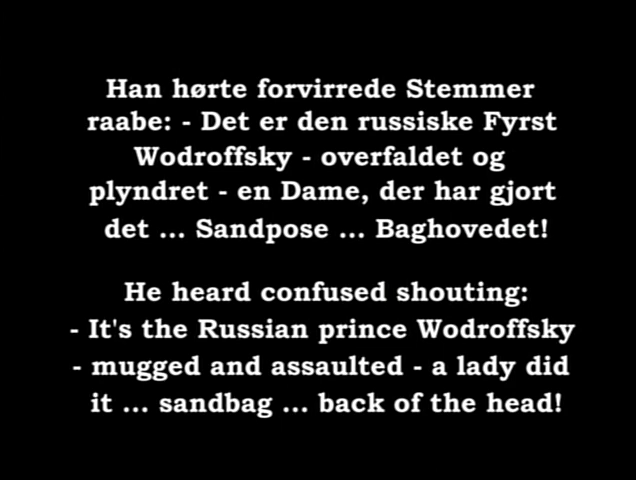 Han hørte forvirrede Stemmer
raabe: - Det er den russiske Fyrst
Wodroffsky - overfaldet og
plyndret - en Dame, der har gjort
det ... Sandpose ... Baghovedet!
He heard confused shouting:
- It's the Russian prince Wodroffsky
- mugged and assaulted - a lady did
it ... sandbag ... back of the head!